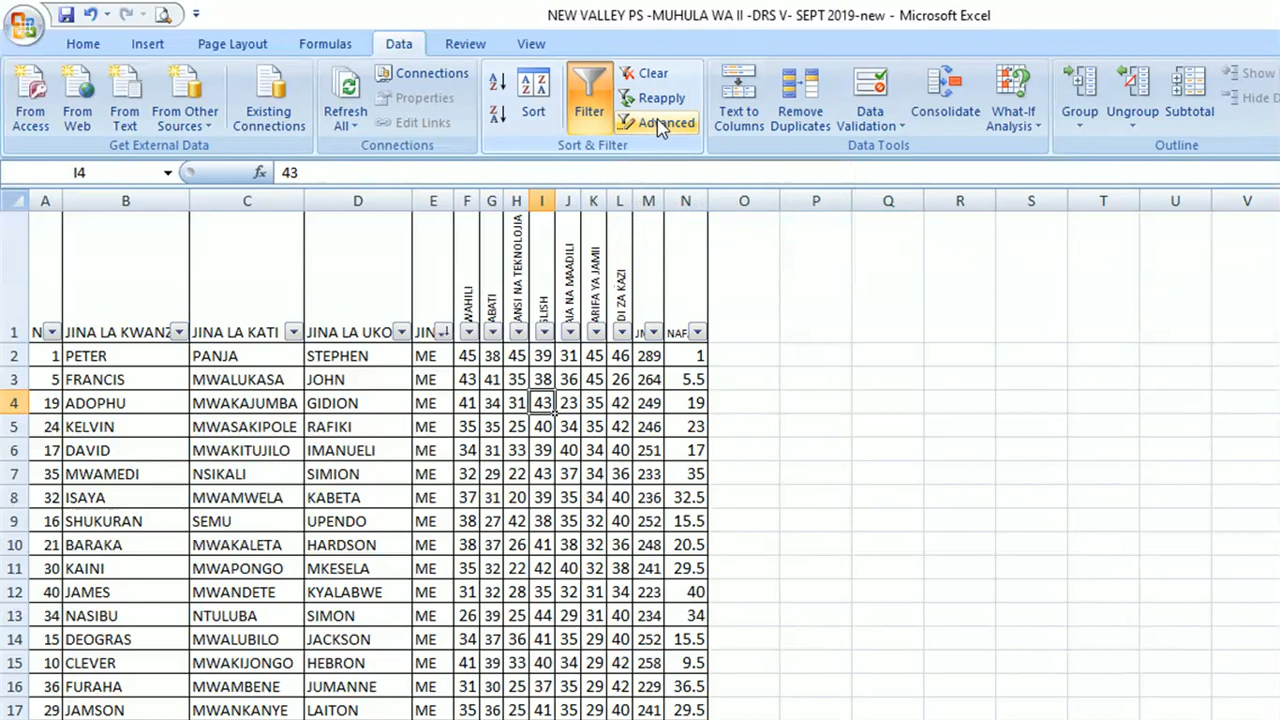 NEW VALLEY PS -MUHULA WA II -DRS V- SEPT 2019-new - Microsoft Excel
Home Insert Page Layout Formulas Data Review View
From Access From Web From Text From Other Sources Existing Connections Get External Data
Refresh All Connections Properties Edit Links Connections
Sort Filter Clear Reapply Advanced Sort & Filter
Text to Columns Remove Duplicates Data Validation Consolidate What-If Analysis Data Tools
Group Ungroup Subtotal Show Hide D Outline
I4 fx 43
A B C D E F G H I J K L M N O P Q R S T U V
1 N JINA LA KWANZ JINA LA KATI JINA LA UKO JIN WAHILI ABATI ANSI NA TEKNOLOJIA LISH AIA NA MAADILI ARIFA YA JAMII DI ZA KAZI JM NAF
2 1 PETER PANJA STEPHEN ME 45 38 45 39 31 45 46 289 1
3 5 FRANCIS MWALUKASA JOHN ME 43 41 35 38 36 45 26 264 5.5
4 19 ADOPHU MWAKAJUMBA GIDION ME 41 34 31 43 23 35 42 249 19
5 24 KELVIN MWASAKIPOLE RAFIKI ME 35 35 25 40 34 35 42 246 23
6 17 DAVID MWAKITUJILO IMANUELI ME 34 31 33 39 40 34 40 251 17
7 35 MWAMEDI NSIKALI SIMION ME 32 29 22 43 37 34 36 233 35
8 32 ISAYA MWAMWELA KABETA ME 37 31 20 39 35 34 40 236 32.5
9 16 SHUKURAN SEMU UPENDO ME 38 27 42 38 35 32 40 252 15.5
10 21 BARAKA MWAKALETA HARDSON ME 38 37 26 41 38 32 36 248 20.5
11 30 KAINI MWAPONGO MKESELA ME 35 32 22 42 40 32 38 241 29.5
12 40 JAMES MWANDETE KYALABWE ME 31 32 28 35 32 31 34 223 40
13 34 NASIBU NTULUBA SIMON ME 26 39 25 44 29 31 40 234 34
14 15 DEOGRAS MWALUBILO JACKSON ME 34 37 36 41 35 29 40 252 15.5
15 10 CLEVER MWAKIJONGO HEBRON ME 41 39 33 40 34 29 42 258 9.5
16 36 FURAHA MWAMBENE JUMANNE ME 31 30 25 37 35 29 42 229 36.5
17 29 JAMSON MWANKANYE LAITON ME 35 36 25 41 35 29 40 241 29.5